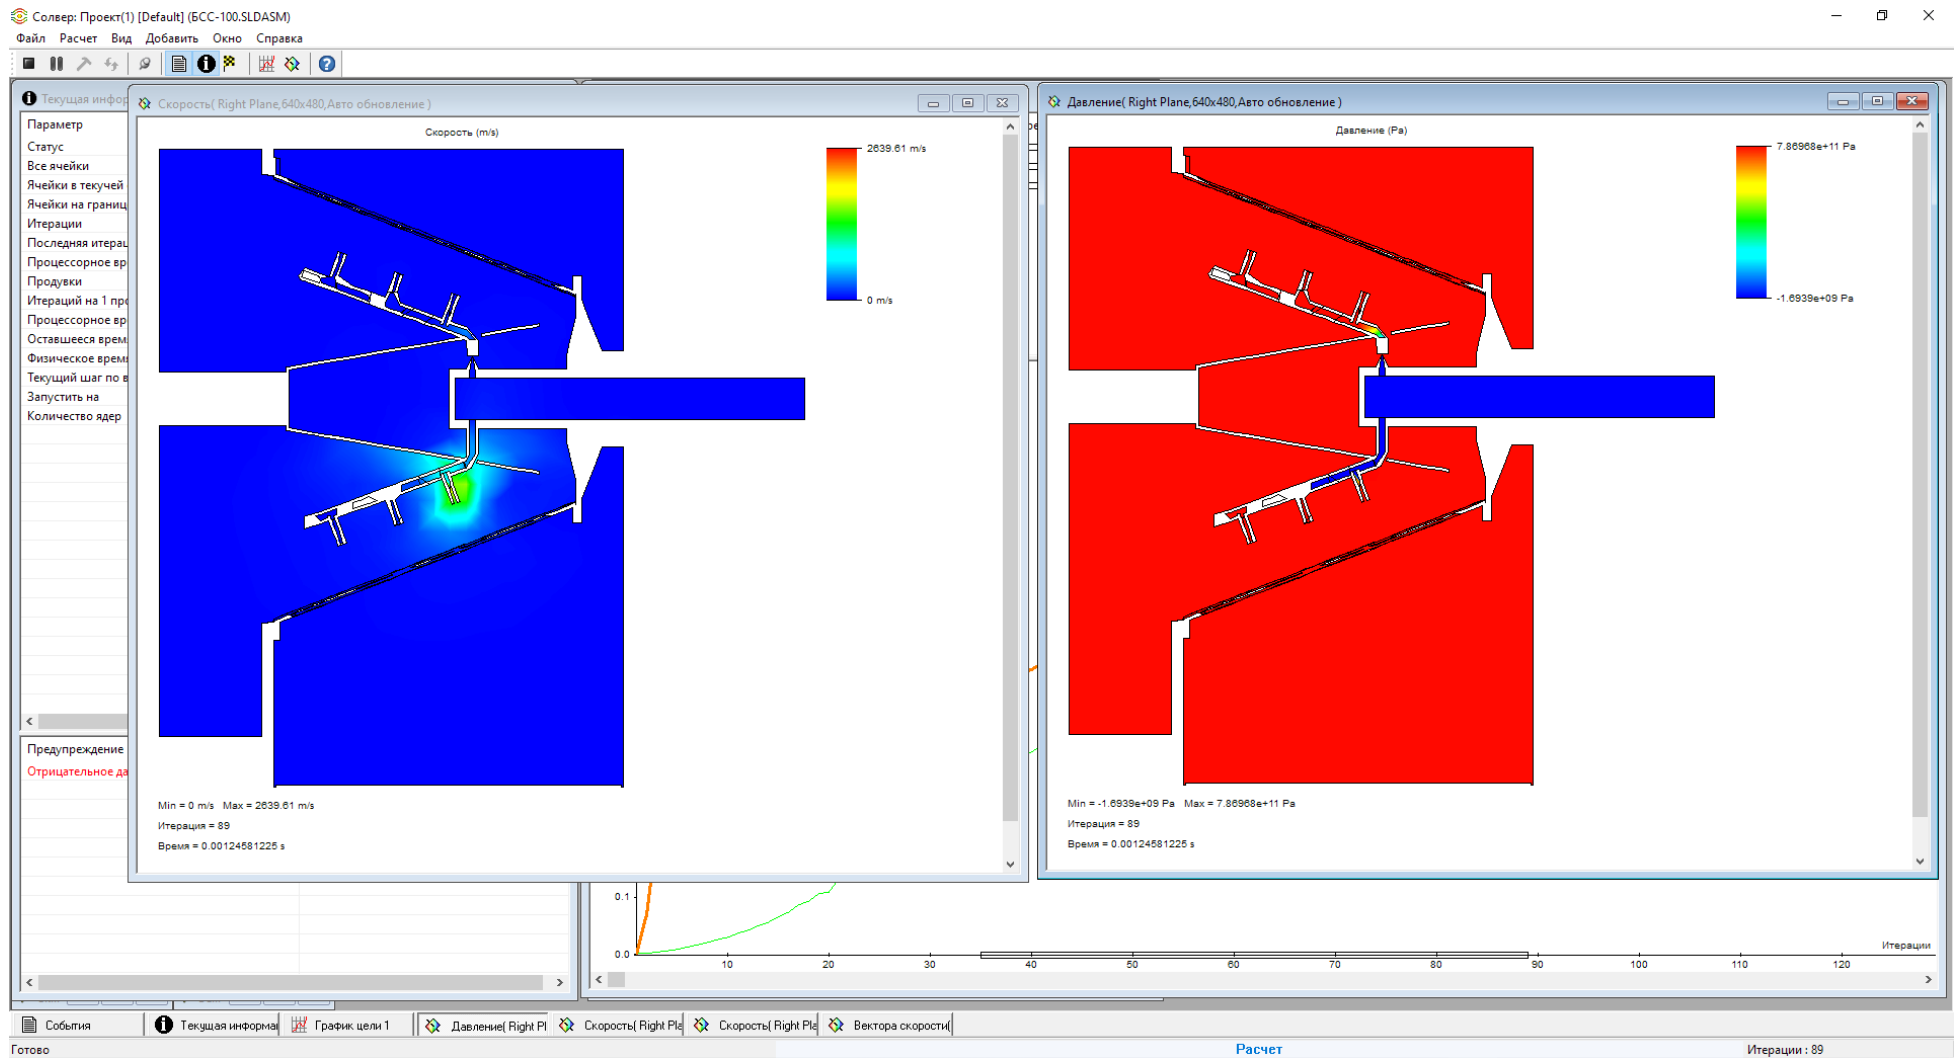 Солвер: Проект(1) [Default] (БСС-100.SLDASM)
Файл Расчет Вид Добавить Окно Справка
Текущая инфор
Параметр
Статус
Все ячейки
Ячейки в текучей
Ячейки на границ
Итерации
Последняя итерац
Процессорное вр
Продувки
Итераций на 1 про
Процессорное вр
Оставшееся врем
Физическое время
Текущий шаг по в
Запустить на
Количество ядер
Предупреждение
Отрицательное да
Скорость( Right Plane,640x480,Авто обновление )
Скорость (m/s)
2639.61 m/s
0 m/s
Min = 0 m/s Max = 2639.61 m/s
Итерация = 89
Время = 0.00124581225 s
Давление( Right Plane,640x480,Авто обновление )
Давление (Pa)
7.86968e+11 Pa
-1.6939e+09 Pa
Min = -1.6939e+09 Pa Max = 7.86968e+11 Pa
Итерация = 89
Время = 0.00124581225 s
0.1
0.0
10 20 30 40 50 60 70 80 90 100 110 120
Итерации
События
Текущая информа
График цели 1
Давление( Right Pl
Скорость( Right Pla
Скорость( Right Pla
Вектора скорости(
Готово
Расчет
Итерации : 89